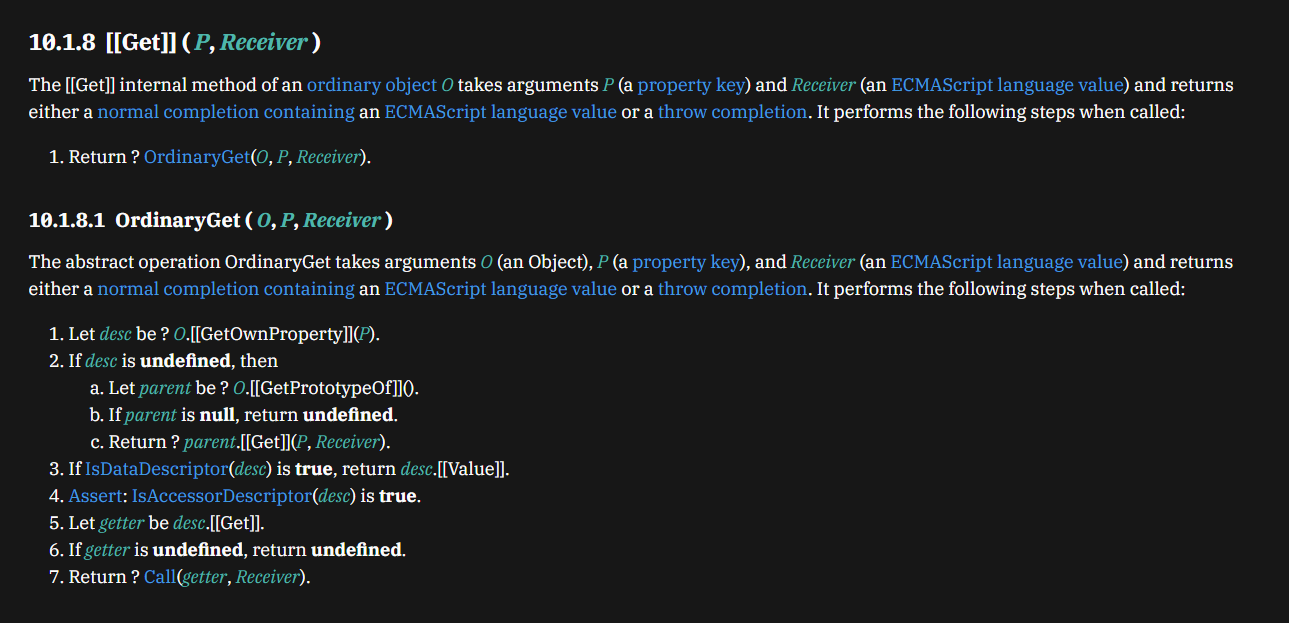 10.1.8 [[Get]] ( P, Receiver )
The [[Get]] internal method of an ordinary object O takes arguments P (a property key) and Receiver (an ECMAScript language value) and returns
either a normal completion containing an ECMAScript language value or a throw completion. It performs the following steps when called:
1. Return ? OrdinaryGet(O, P, Receiver).
10.1.8.1 OrdinaryGet ( O, P, Receiver )
The abstract operation OrdinaryGet takes arguments O (an Object), P (a property key), and Receiver (an ECMAScript language value) and returns
either a normal completion containing an ECMAScript language value or a throw completion. It performs the following steps when called:
1. Let desc be ? O.[[GetOwnProperty]](P).
2. If desc is undefined, then
a. Let parent be ? O.[[GetPrototypeOf]]().
b. If parent is null, return undefined.
c. Return ? parent.[[Get]](P, Receiver).
3. If IsDataDescriptor(desc) is true, return desc.[[Value]].
4. Assert: IsAccessorDescriptor(desc) is true.
5. Let getter be desc.[[Get]].
6. If getter is undefined, return undefined.
7. Return ? Call(getter, Receiver).